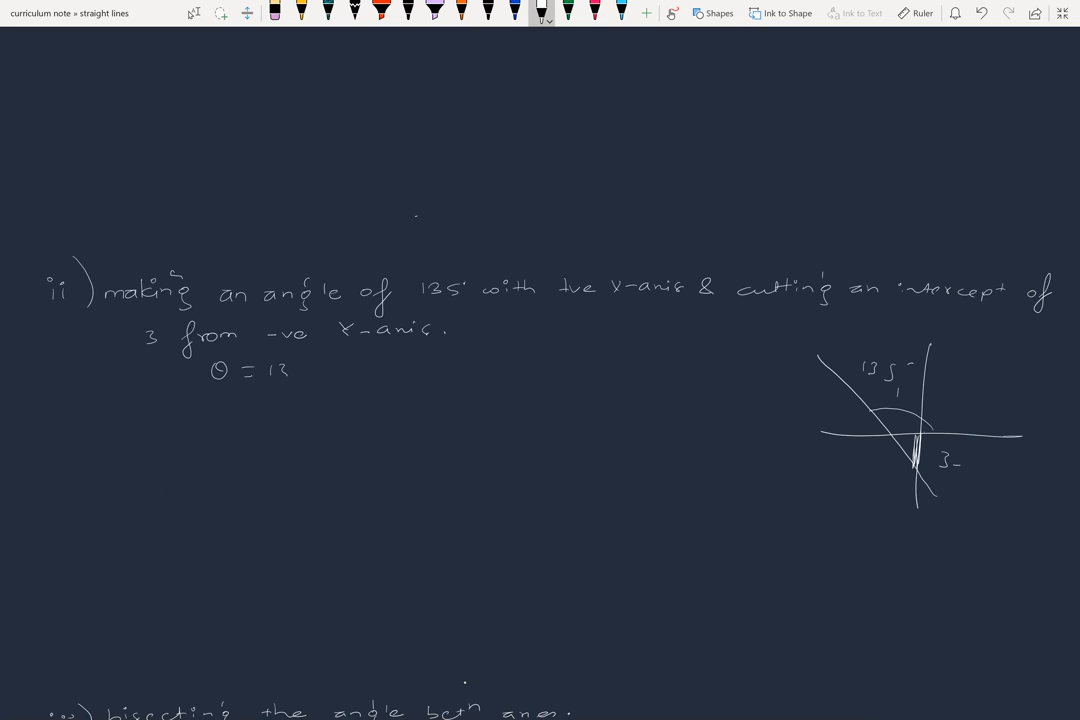 curriculum note » straight lines
Shapes Ink to Shape Ink to Text Ruler
ii) making an angle of 135° with +ve X-axis & cutting an intercept of
3 from -ve Y-axis.
θ = 13
135°
3
iii) bisecting the angle betn axes.